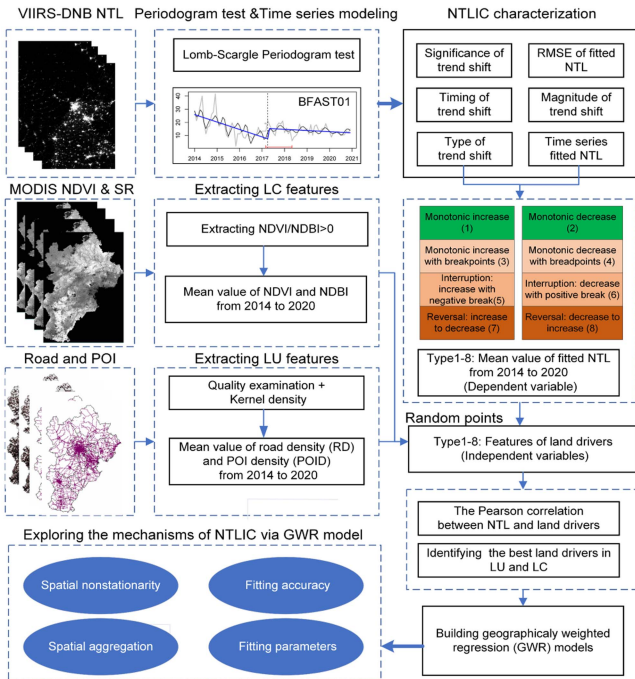 VIIRS-DNB NTL
Periodogram test &Time series modeling
NTLIC characterization
Lomb-Scargle Periodogram test
BFAST01
40
30
20
10
2014 2015 2016 2017 2018 2019 2020 2021
Significance of
trend shift
RMSE of fitted
NTL
Timing of
trend shift
Magnitude of
trend shift
Type of
trend shift
Time series
fitted NTL
MODIS NDVI & SR
Extracting LC features
Extracting NDVI/NDBI>0
Mean value of NDVI and NDBI
from 2014 to 2020
Monotonic increase
(1)
Monotonic decrease
(2)
Monotonic increase
with breakpoints (3)
Monotonic decrease
with breadpoints (4)
Interruption:
increase with
negative break(5)
Interruption: decrease
with positive break (6)
Reversal: increase to
decrease (7)
Reversal: decrease to
increase (8)
Type1-8: Mean value of fitted NTL
from 2014 to 2020
(Dependent variable)
Road and POI
Extracting LU features
Quality examination +
Kernel density
Mean value of road density (RD)
and POI density (POID)
from 2014 to 2020
Random points
Type1-8: Features of land drivers
(Independent variables)
The Pearson correlation
between NTL and land drivers
Identifying the best land drivers in
LU and LC
Exploring the mechanisms of NTLIC via GWR model
Spatial nonstationarity
Fitting accuracy
Spatial aggregation
Fitting parameters
Building geographicaly weighted
regression (GWR) models